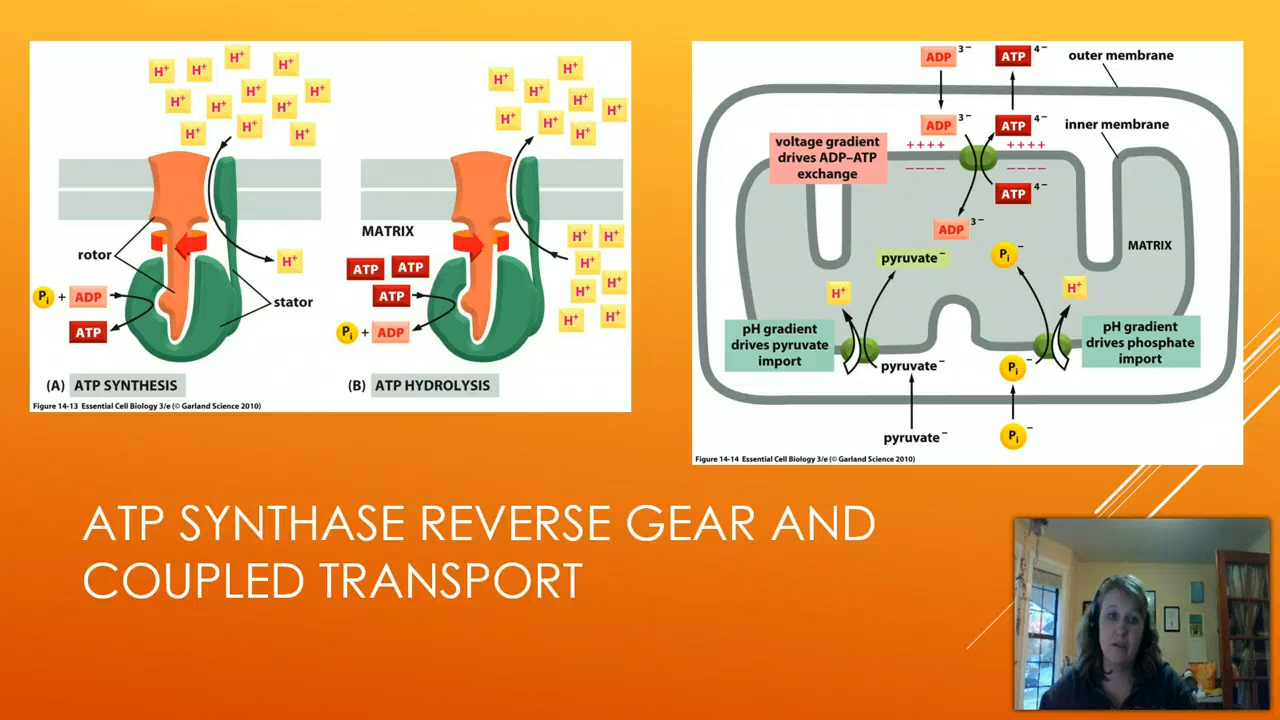 H⁺ H⁺ H⁺ H⁺
H⁺ H⁺ H⁺ H⁺ H⁺
H⁺ H⁺ H⁺
rotor
H⁺
Pi + ADP
stator
ATP
(A) ATP SYNTHESIS
H⁺ H⁺
H⁺ H⁺ H⁺
H⁺ H⁺ H⁺
MATRIX
H⁺ H⁺
ATP ATP
H⁺ H⁺
ATP
H⁺ H⁺
H⁺ H⁺
Pi + ADP
(B) ATP HYDROLYSIS
Figure 14-13 Essential Cell Biology 3/e (© Garland Science 2010)
ADP 3− ATP 4−
outer membrane
ADP 3− ATP 4−
inner membrane
voltage gradient
drives ADP–ATP
exchange
+ + + + + + + +
− − − − − − − −
ATP 4−
ADP 3−
pyruvate −
Pi −
MATRIX
H⁺
H⁺
pH gradient
drives pyruvate
import
pH gradient
drives phosphate
import
pyruvate −
Pi −
pyruvate −
Pi −
Figure 14-14 Essential Cell Biology 3/e (© Garland Science 2010)
ATP SYNTHASE REVERSE GEAR AND
COUPLED TRANSPORT